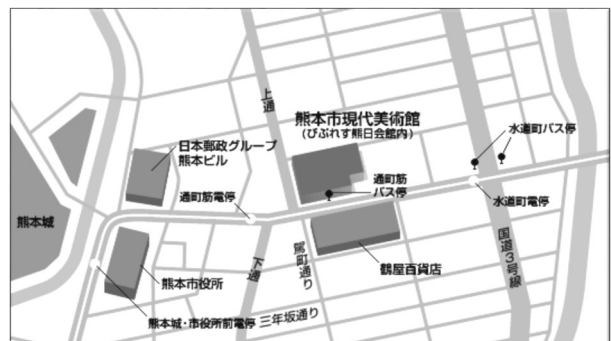 上通
熊本市現代美術館
(びぷれす熊日会館内)
水道町バス停
日本郵政グループ
熊本ビル
通町筋
バス停
通町筋電停
水道町電停
熊本城
国道3号線
鶴屋百貨店
駕町通り
下通
熊本市役所
三年坂通り
熊本城・市役所前電停